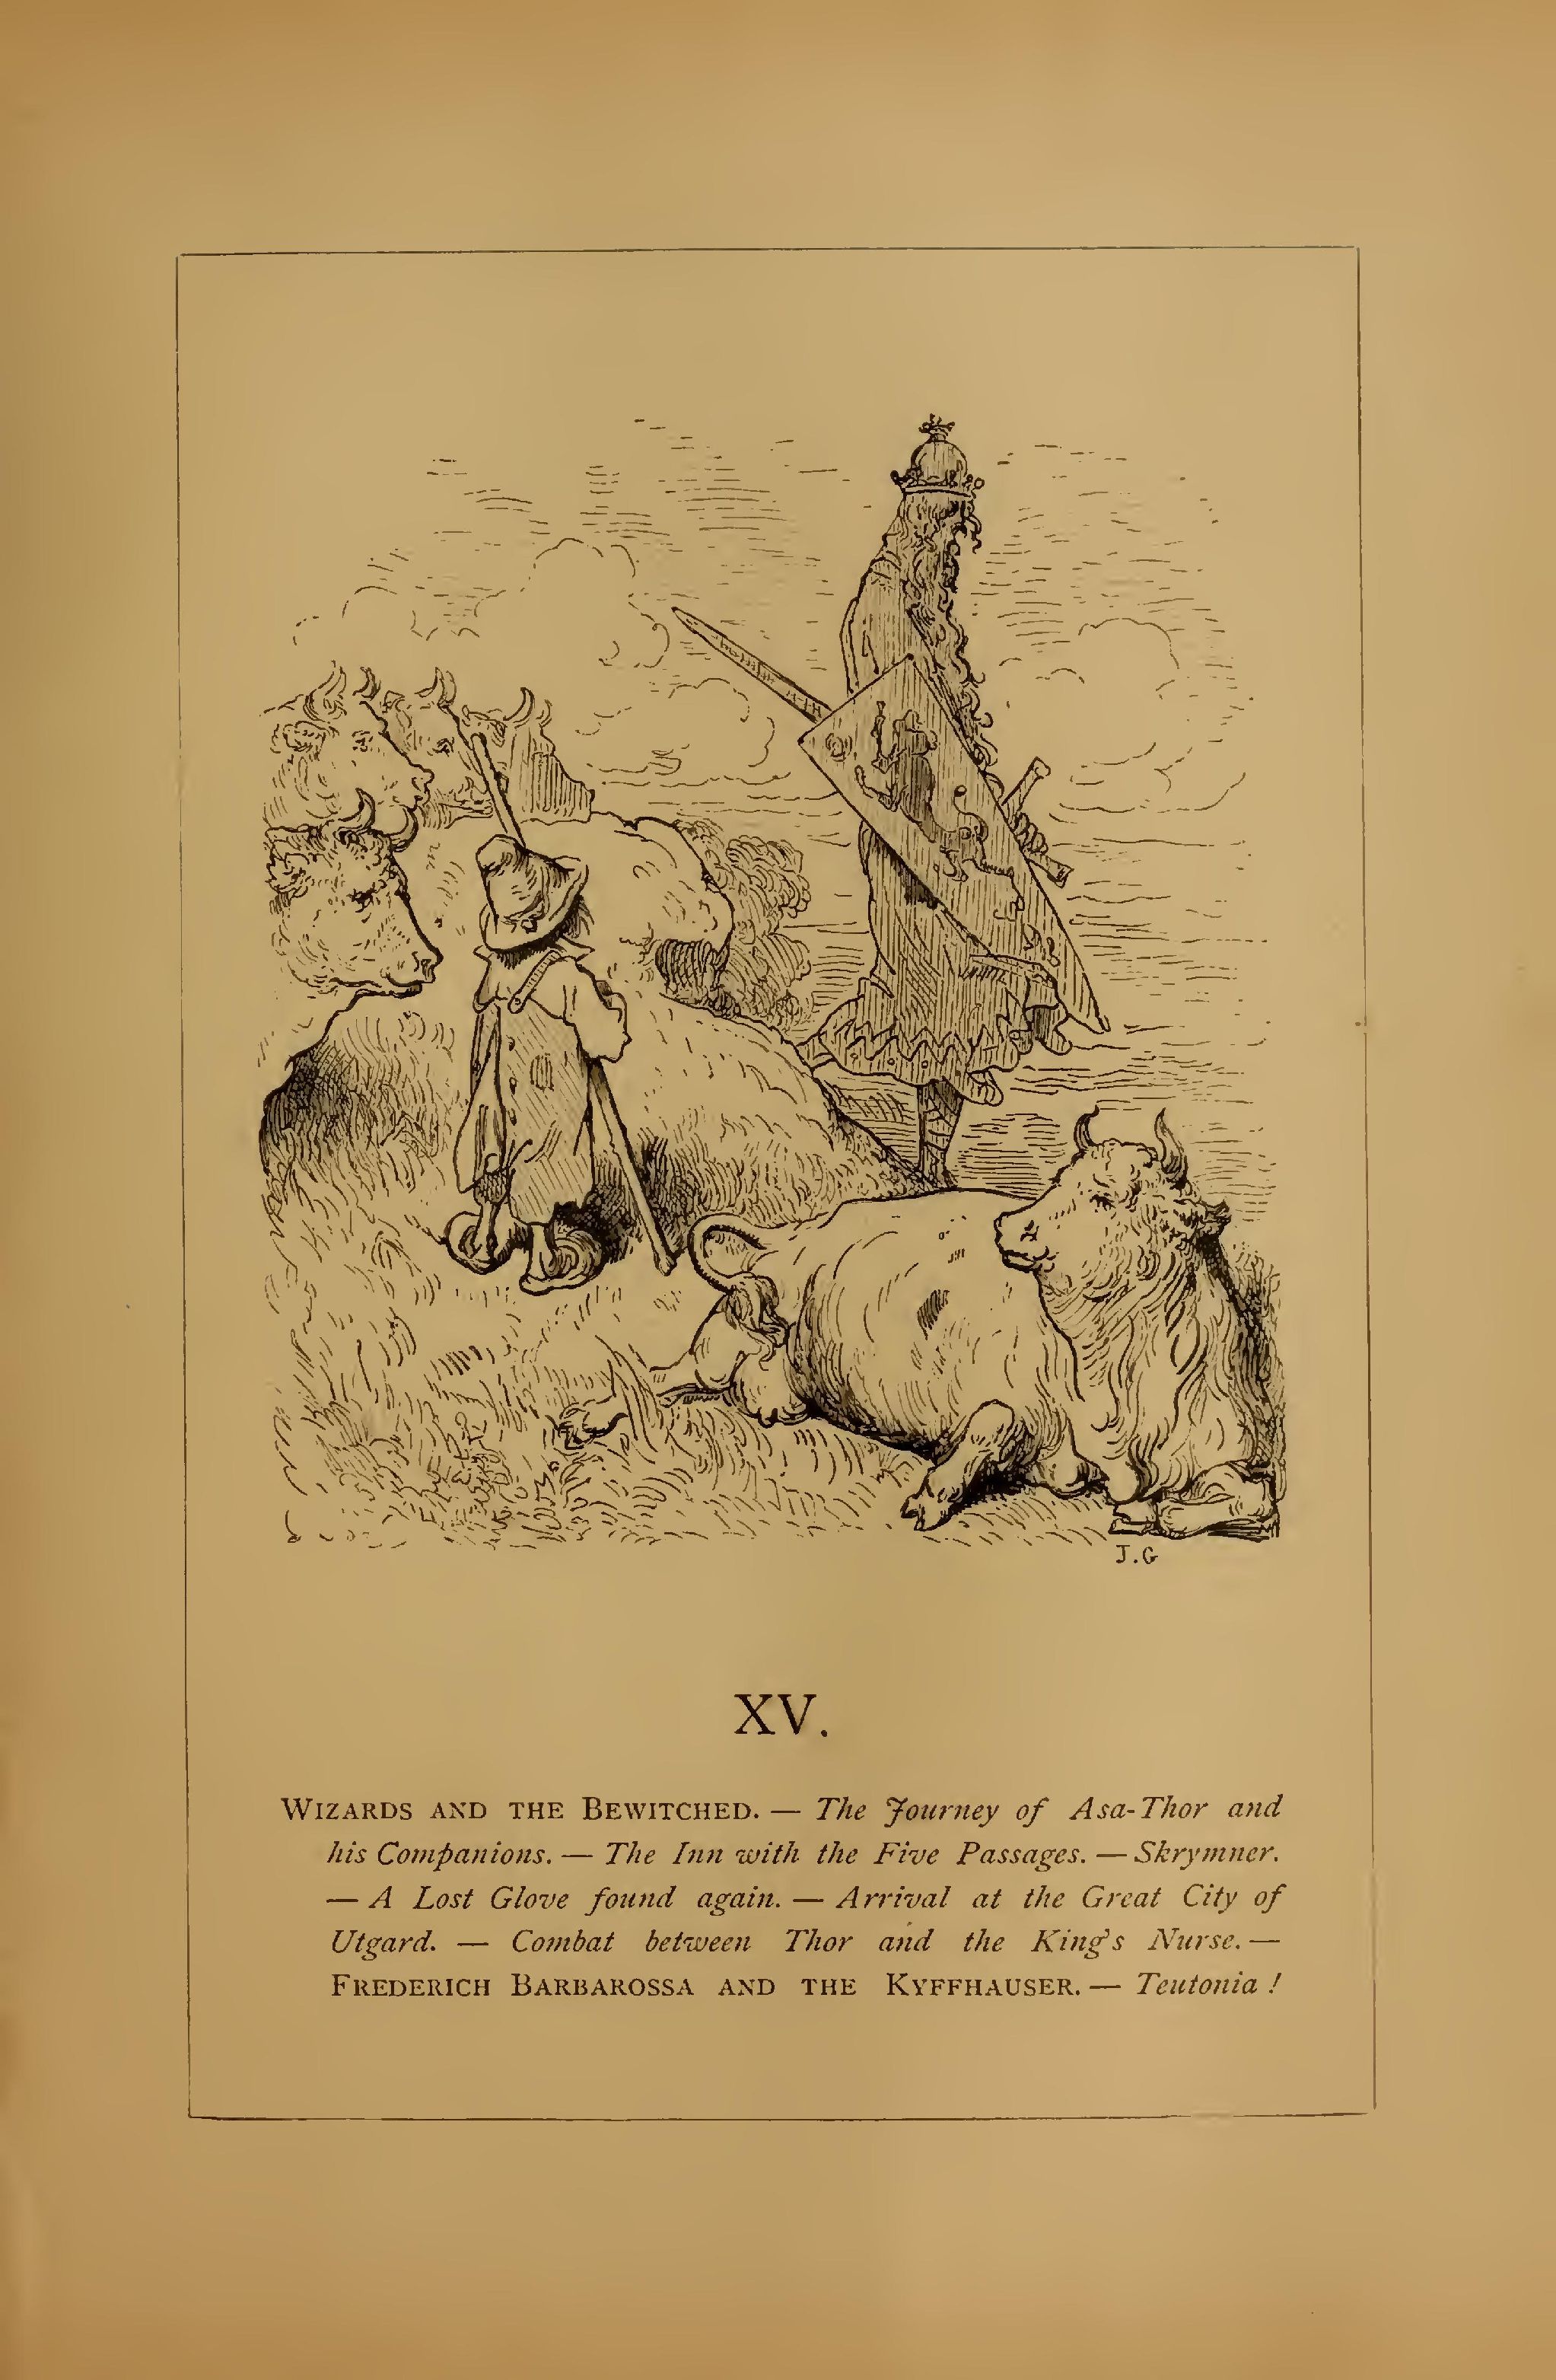 J.G
XV.
WIZARDS AND THE BEWITCHED. — The Journey of Asa-Thor and
his Companions. — The Inn with the Five Passages. — Skrymner.
— A Lost Glove found again. — Arrival at the Great City of
Utgard. — Combat between Thor and the King's Nurse. —
FREDERICH BARBAROSSA AND THE KYFFHAUSER. — Teutonia !